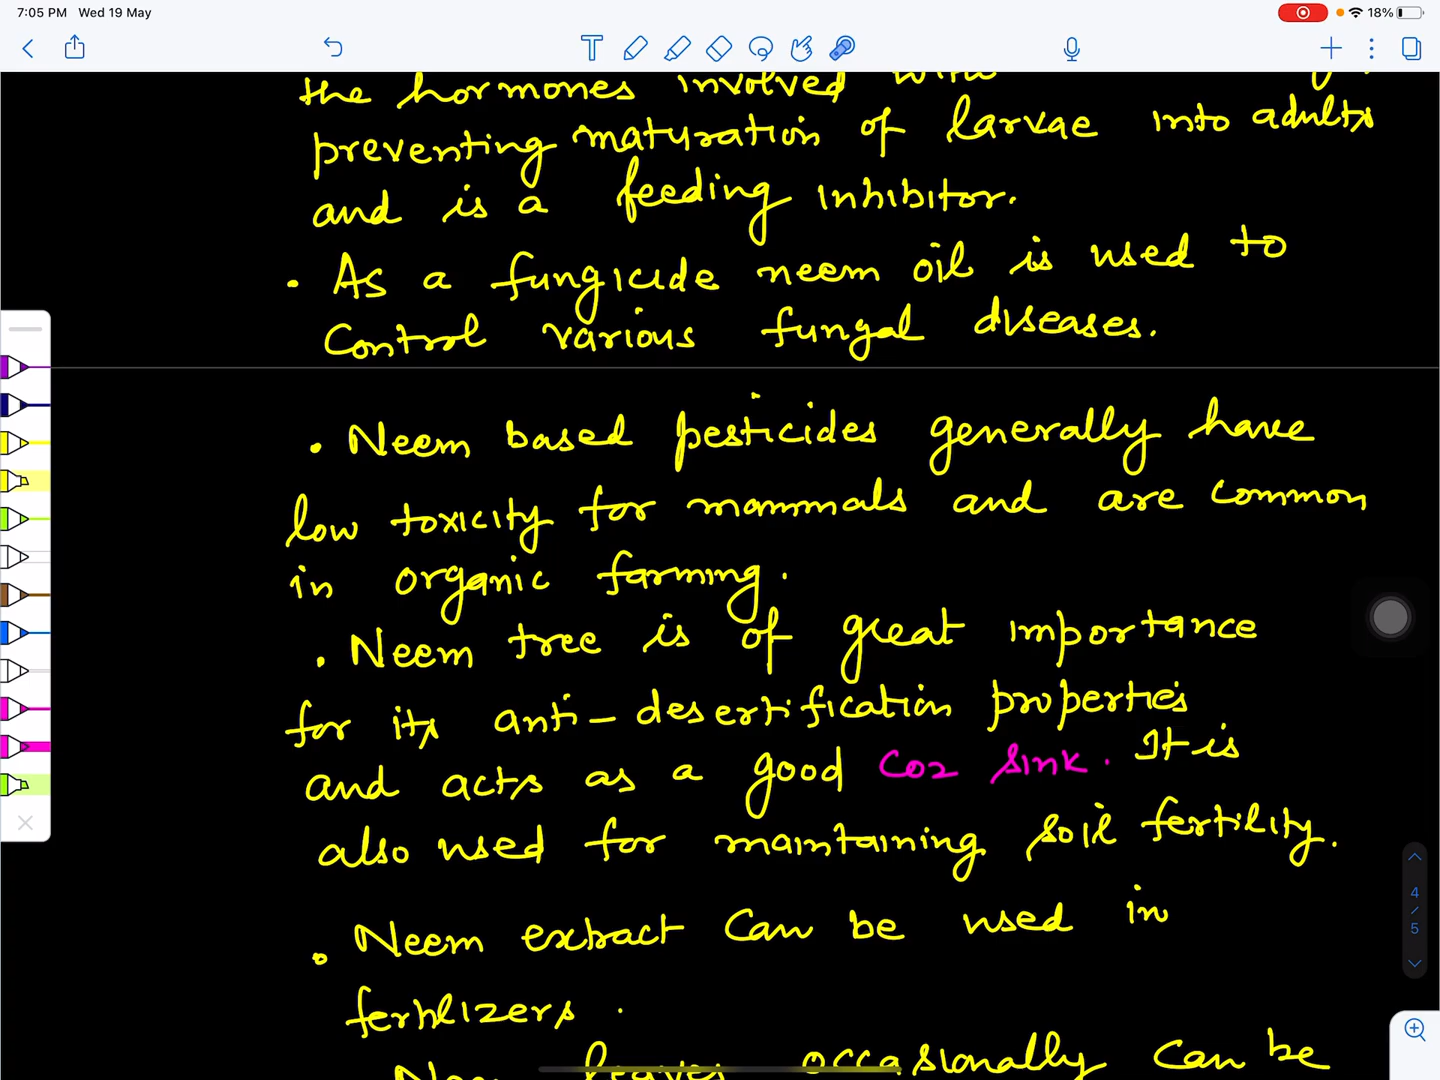 7:05 PM Wed 19 May
18%
the hormones involved with
preventing maturation of larvae into adults
and is a feeding inhibitor.
. As a fungicide neem oil is used to
Control various fungal diseases.
. Neem based pesticides generally have
low toxicity for mammals and are common
in organic farming.
. Neem tree is of great importance
for its anti-desertification properties
and acts as a good CO2 sink. It is
also used for maintaining soil fertility.
. Neem extract can be used in
fertilizers.
leaves occasionally can be
4
/
5